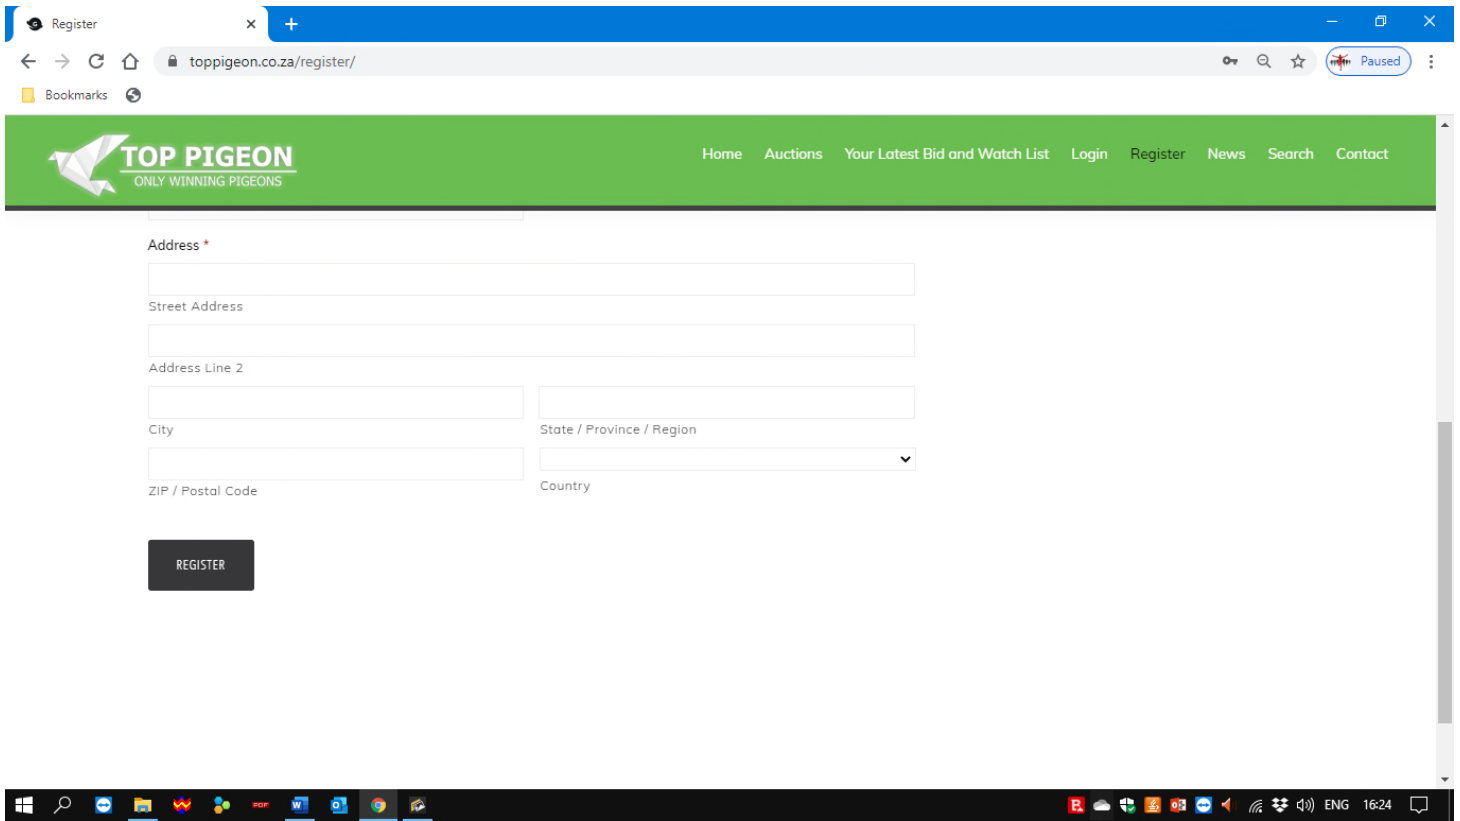 Register
toppigeon.co.za/register/
Paused
Bookmarks
TOP PIGEON
ONLY WINNING PIGEONS
Home Auctions Your Latest Bid and Watch List Login Register News Search Contact
Address *
Street Address
Address Line 2
City State / Province / Region
ZIP / Postal Code Country
REGISTER
ENG 16:24